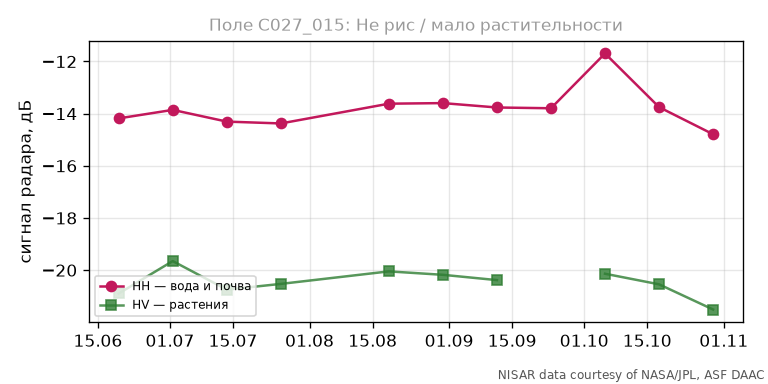 Поле C027_015: Не рис / мало растительности
сигнал радара, дБ
−12
−14
−16
−18
−20
HH — вода и почва
HV — растения
15.06 01.07 15.07 01.08 15.08 01.09 15.09 01.10 15.10 01.11
NISAR data courtesy of NASA/JPL, ASF DAAC